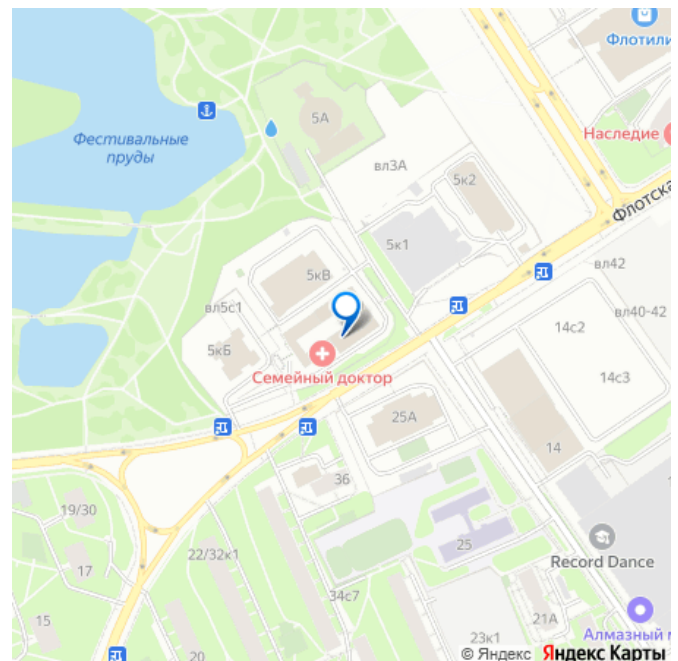 Флотили
5А
Фестивальные
пруды
Наследие
вл3А
5к2
Флотска
5к1
5кВ
вл42
вл5с1
вл40-42
14с2
5кБ
Семейный доктор
14с3
25А
14
36
19/30
22/32к1
25
Record Dance
17
34с7
15
21А
Алмазный м
23к1
20
© Яндекс Яндекс Карты